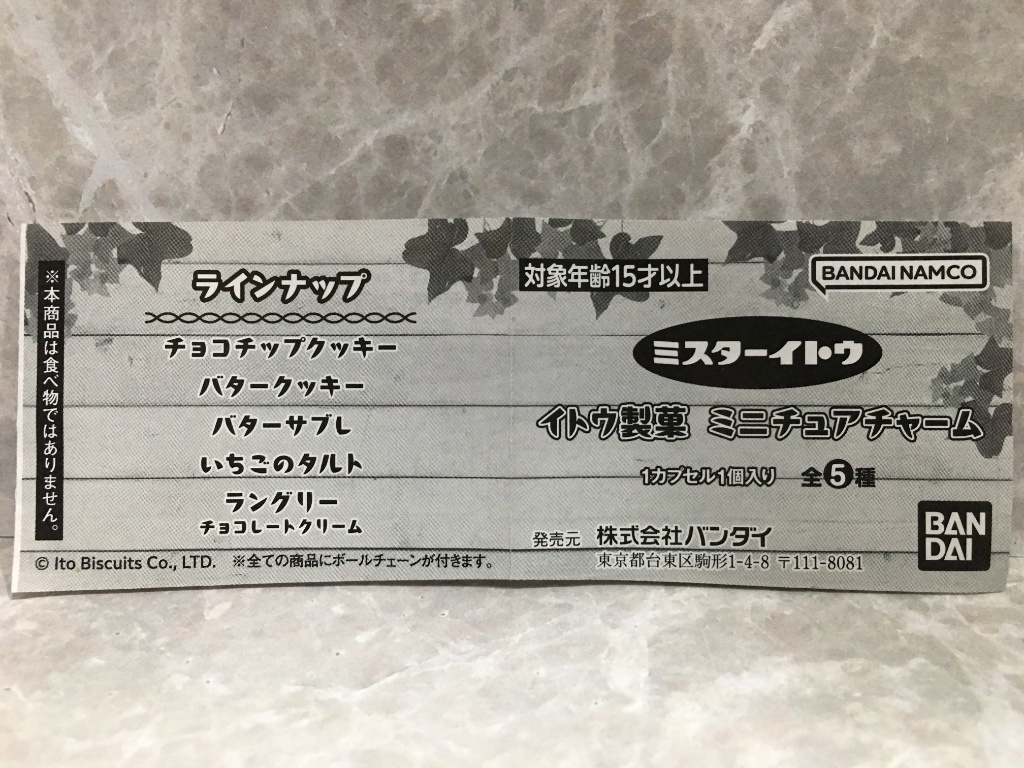 ※本商品は食べ物ではありません。
ラインナップ
チョコチップクッキー
バタークッキー
バターサブレ
いちごのタルト
ラングリー
チョコレートクリーム
© Ito Biscuits Co., LTD. ※全ての商品にボールチェーンが付きます。
対象年齢15才以上
BANDAI NAMCO
ミスターイトウ
イトウ製菓 ミニチュアチャーム
1カプセル1個入り 全5種
発売元 株式会社バンダイ
東京都台東区駒形1-4-8 〒111-8081
BAN
DAI